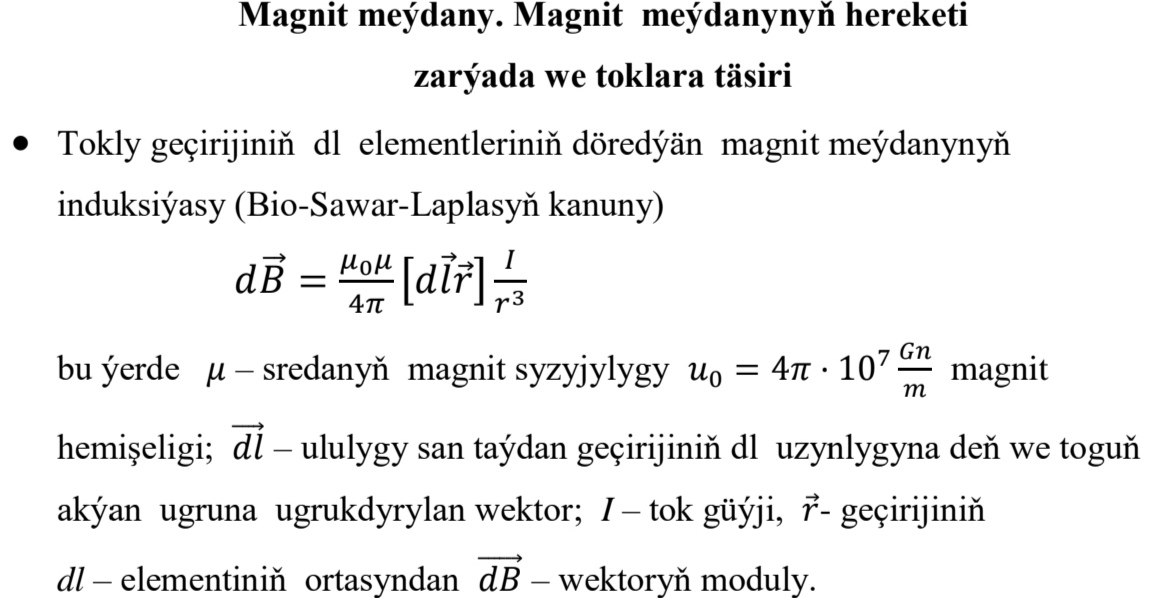 Magnit meýdany. Magnit meýdanynyň hereketi
zarýada we toklara täsiri
• Tokly geçirijiniň dl elementleriniň döredýän magnit meýdanynyň
induksiýasy (Bio-Sawar-Laplasyň kanuny)
$d\vec{B} = \frac{\mu_0\mu}{4\pi}[d\vec{l}\vec{r}]\frac{I}{r^3}$
bu ýerde $\mu$ – sredanyň magnit syzyjylygy $u_0 = 4\pi \cdot 10^7 \frac{Gn}{m}$ magnit
hemişeligi; $\overrightarrow{dl}$ – ululygy san taýdan geçirijiniň dl uzynlygyna deň we toguň
akýan ugruna ugrukdyrylan wektor; I – tok güýji, $\vec{r}$- geçirijiniň
dl – elementiniň ortasyndan $\overrightarrow{dB}$ – wektoryň moduly.